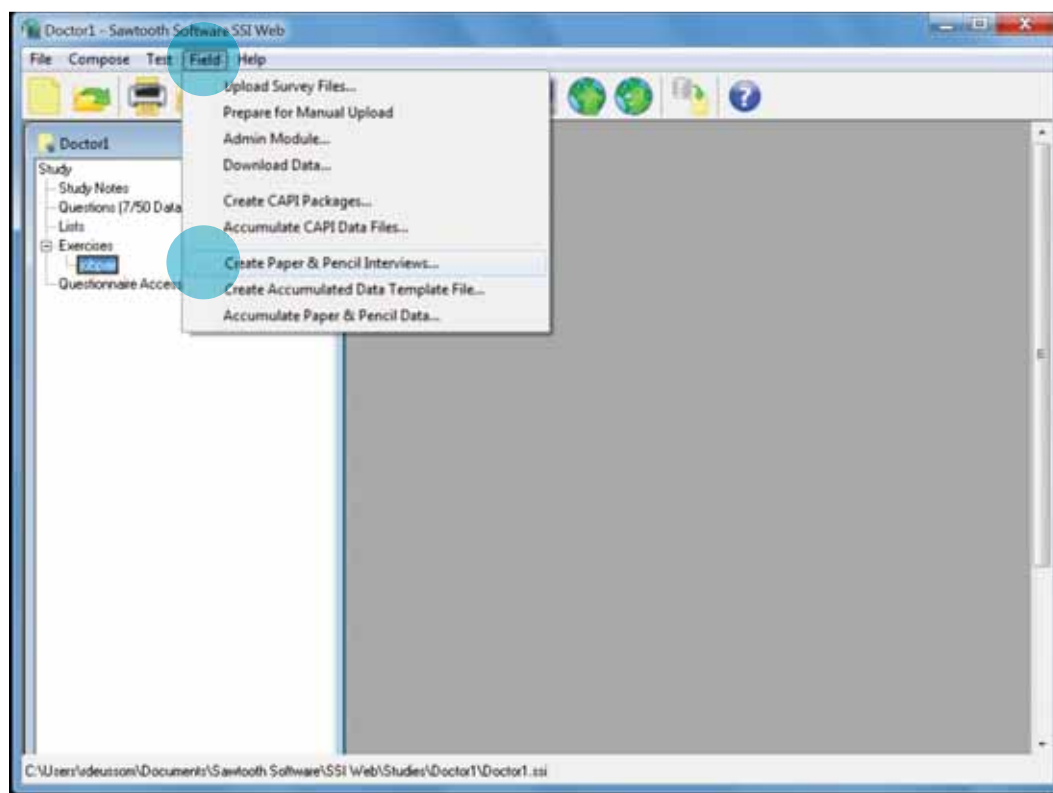 Doctor1 - Sawtooth Software SSI Web
File Compose Test Field Help
Upload Survey Files...
Prepare for Manual Upload
Admin Module...
Download Data...
Create CAPI Packages...
Accumulate CAPI Data Files...
Create Paper & Pencil Interviews...
Create Accumulated Data Template File...
Accumulate Paper & Pencil Data...
Doctor1
Study
Study Notes
Questions (7/50 Data
Lists
Exercises
Questionnaire Access
C:\Users\vdeussom\Documents\Sawtooth Software\SSI Web\Studies\Doctor1\Doctor1.ssi